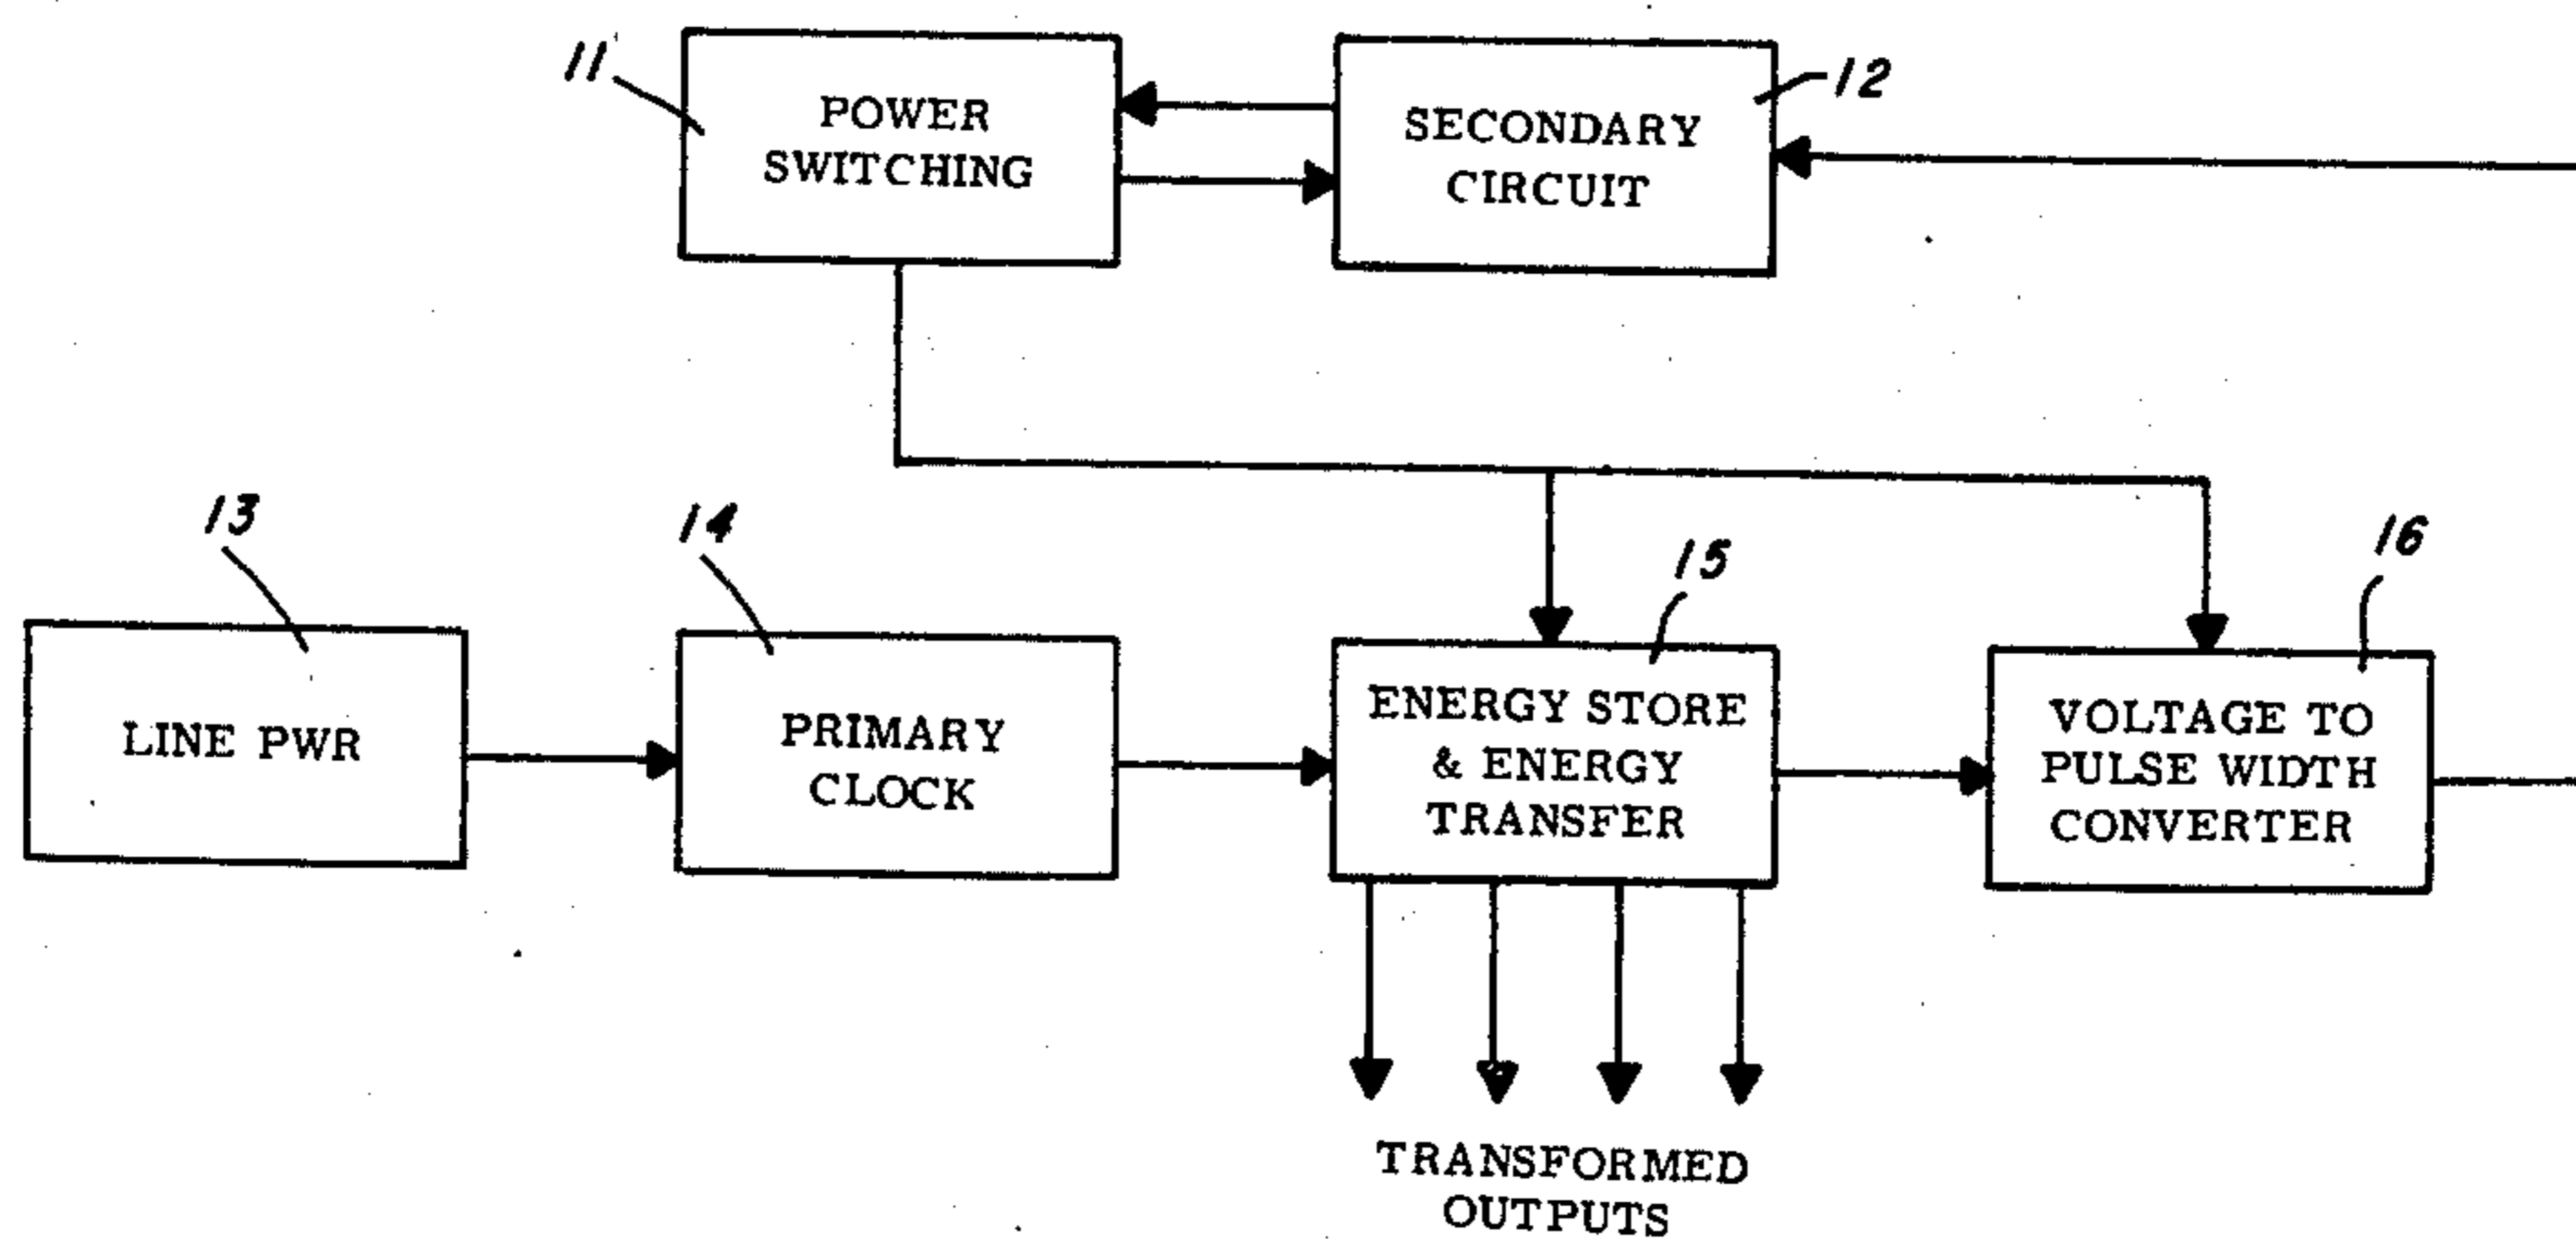 11
POWER
SWITCHING
12
SECONDARY
CIRCUIT
13
LINE PWR
14
PRIMARY
CLOCK
15
ENERGY STORE
& ENERGY
TRANSFER
16
VOLTAGE TO
PULSE WIDTH
CONVERTER
TRANSFORMED
OUTPUTS